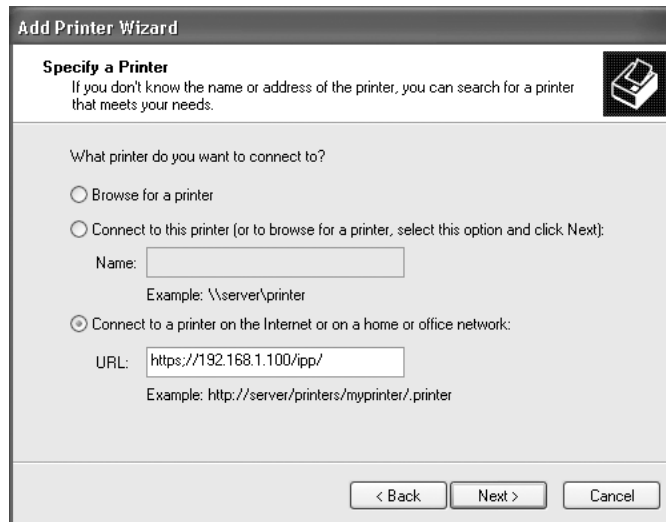 Add Printer Wizard
Specify a Printer
If you don't know the name or address of the printer, you can search for a printer
that meets your needs.
What printer do you want to connect to?
Browse for a printer
Connect to this printer (or to browse for a printer, select this option and click Next):
Name:
Example: \\server\printer
Connect to a printer on the Internet or on a home or office network:
URL: https;//192.168.1.100/ipp/
Example: http://server/printers/myprinter/.printer
< Back Next > Cancel